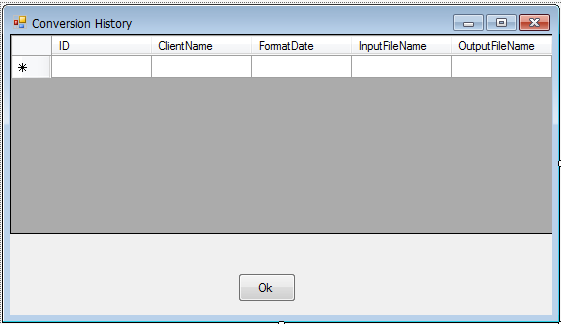 Conversion History
ID ClientName FormatDate InputFileName OutputFileName
Ok